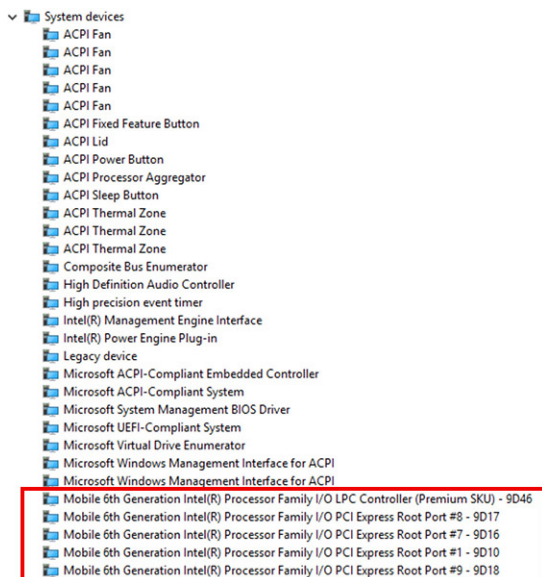 System devices
ACPI Fan
ACPI Fan
ACPI Fan
ACPI Fan
ACPI Fan
ACPI Fixed Feature Button
ACPI Lid
ACPI Power Button
ACPI Processor Aggregator
ACPI Sleep Button
ACPI Thermal Zone
ACPI Thermal Zone
ACPI Thermal Zone
Composite Bus Enumerator
High Definition Audio Controller
High precision event timer
Intel(R) Management Engine Interface
Intel(R) Power Engine Plug-in
Legacy device
Microsoft ACPI-Compliant Embedded Controller
Microsoft ACPI-Compliant System
Microsoft System Management BIOS Driver
Microsoft UEFI-Compliant System
Microsoft Virtual Drive Enumerator
Microsoft Windows Management Interface for ACPI
Microsoft Windows Management Interface for ACPI
Mobile 6th Generation Intel(R) Processor Family I/O LPC Controller (Premium SKU) - 9D46
Mobile 6th Generation Intel(R) Processor Family I/O PCI Express Root Port #8 - 9D17
Mobile 6th Generation Intel(R) Processor Family I/O PCI Express Root Port #7 - 9D16
Mobile 6th Generation Intel(R) Processor Family I/O PCI Express Root Port #1 - 9D10
Mobile 6th Generation Intel(R) Processor Family I/O PCI Express Root Port #9 - 9D18